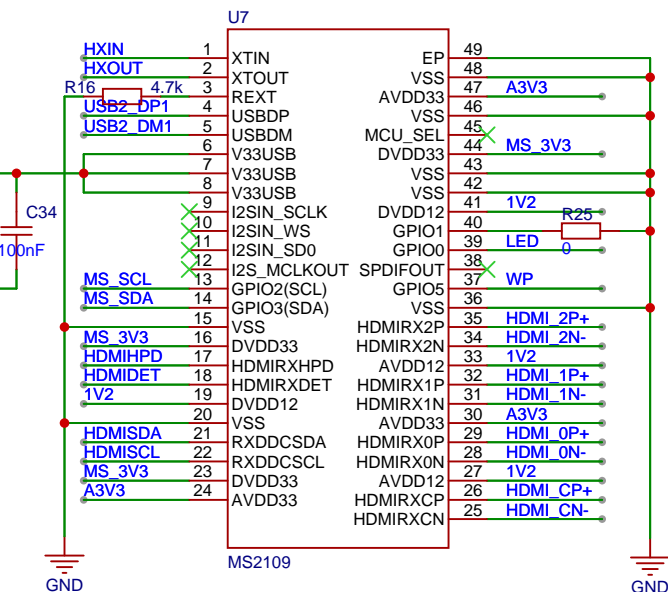 U7
HXIN 1 XTIN EP 49
HXOUT 2 XTOUT VSS 48
R16 4.7k 3 REXT AVDD33 47 A3V3
USB2_DP1 4 USBDP VSS 46
USB2_DM1 5 USBDM MCU_SEL 45
6 V33USB DVDD33 44 MS_3V3
7 V33USB VSS 43
8 V33USB VSS 42
9 I2SIN_SCLK DVDD12 41 1V2
C34 10 I2SIN_WS GPIO1 40 R25
100nF 11 I2SIN_SD0 GPIO0 39 LED 0
12 I2S_MCLKOUT SPDIFOUT 38
MS_SCL 13 GPIO2(SCL) GPIO5 37 WP
MS_SDA 14 GPIO3(SDA) VSS 36
15 VSS HDMIRX2P 35 HDMI_2P+
MS_3V3 16 DVDD33 HDMIRX2N 34 HDMI_2N-
HDMIHPD 17 HDMIRXHPD AVDD12 33 1V2
HDMIDET 18 HDMIRXDET HDMIRX1P 32 HDMI_1P+
1V2 19 DVDD12 HDMIRX1N 31 HDMI_1N-
20 VSS AVDD33 30 A3V3
HDMISDA 21 RXDDCSDA HDMIRX0P 29 HDMI_0P+
HDMISCL 22 RXDDCSCL HDMIRX0N 28 HDMI_0N-
MS_3V3 23 DVDD33 AVDD12 27 1V2
A3V3 24 AVDD33 HDMIRXCP 26 HDMI_CP+
HDMIRXCN 25 HDMI_CN-
MS2109
GND GND